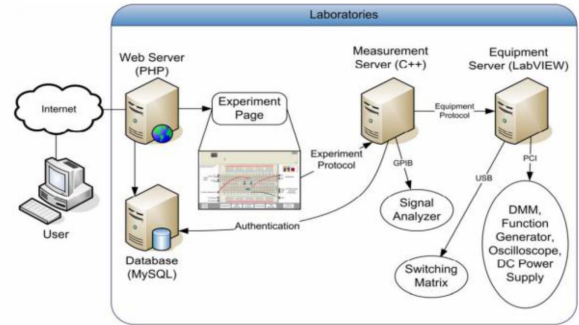 Laboratories
Web Server
(PHP)
Measurement
Server (C++)
Equipment
Server (LabVIEW)
Internet
Experiment
Page
Equipment
Protocol
Experiment
Protocol
GPIB
USB
PCI
User
Signal
Analyzer
DMM,
Function
Generator,
Oscilloscope,
DC Power
Supply
Authentication
Database
(MySQL)
Switching
Matrix